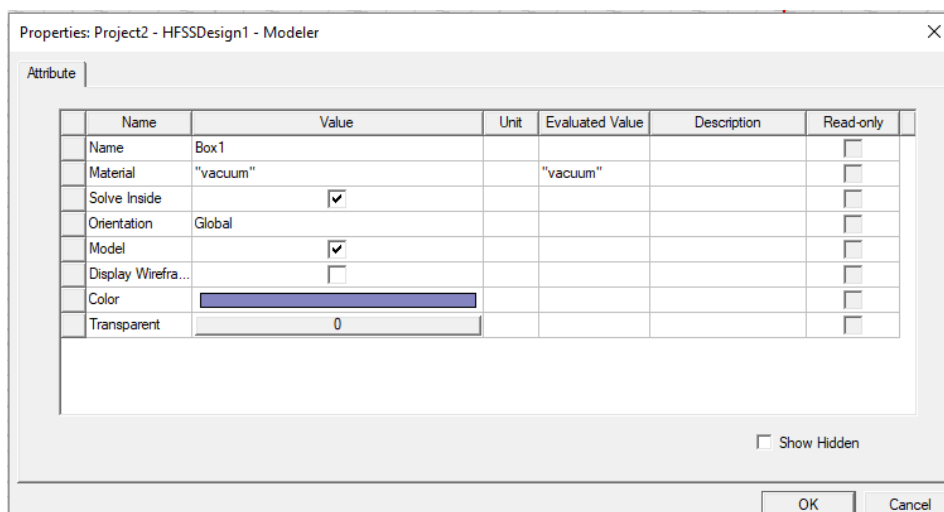 Properties: Project2 - HFSSDesign1 - Modeler
Attribute
Name Value Unit Evaluated Value Description Read-only
Name Box1
Material "vacuum" "vacuum"
Solve Inside
Orientation Global
Model
Display Wirefra...
Color
Transparent 0
Show Hidden
OK Cancel